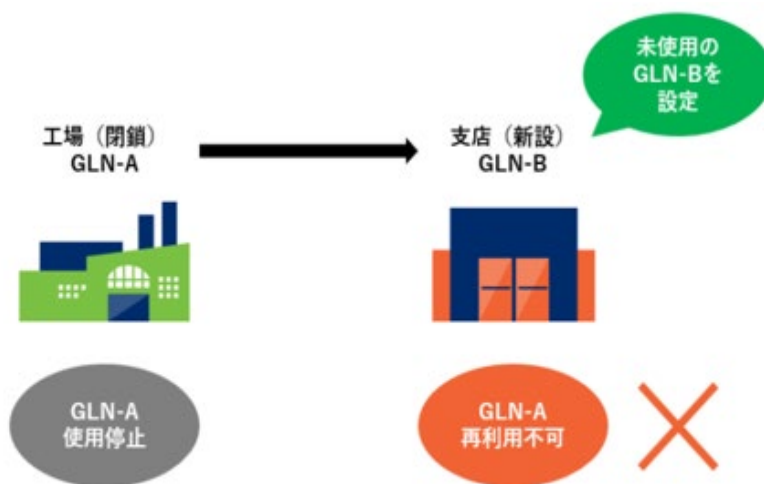 未使用の
GLN-Bを
設定
工場（閉鎖）
GLN-A
支店（新設）
GLN-B
GLN-A
使用停止
GLN-A
再利用不可